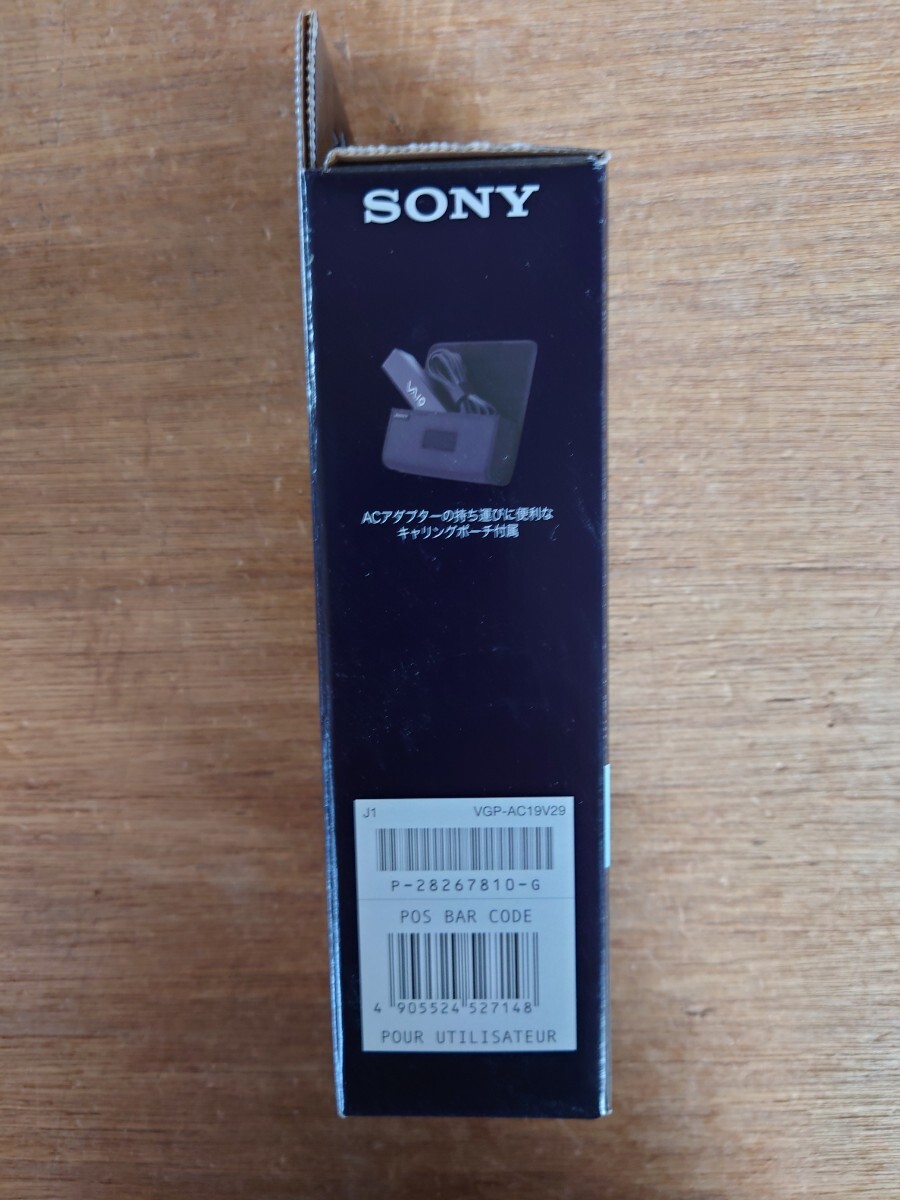 SONY
VAIO
ACアダプターの持ち運びに便利な
キャリングポーチ付属
J1 VGP-AC19V29
P-28267810-G
POS BAR CODE
4 905524 527148
POUR UTILISATEUR